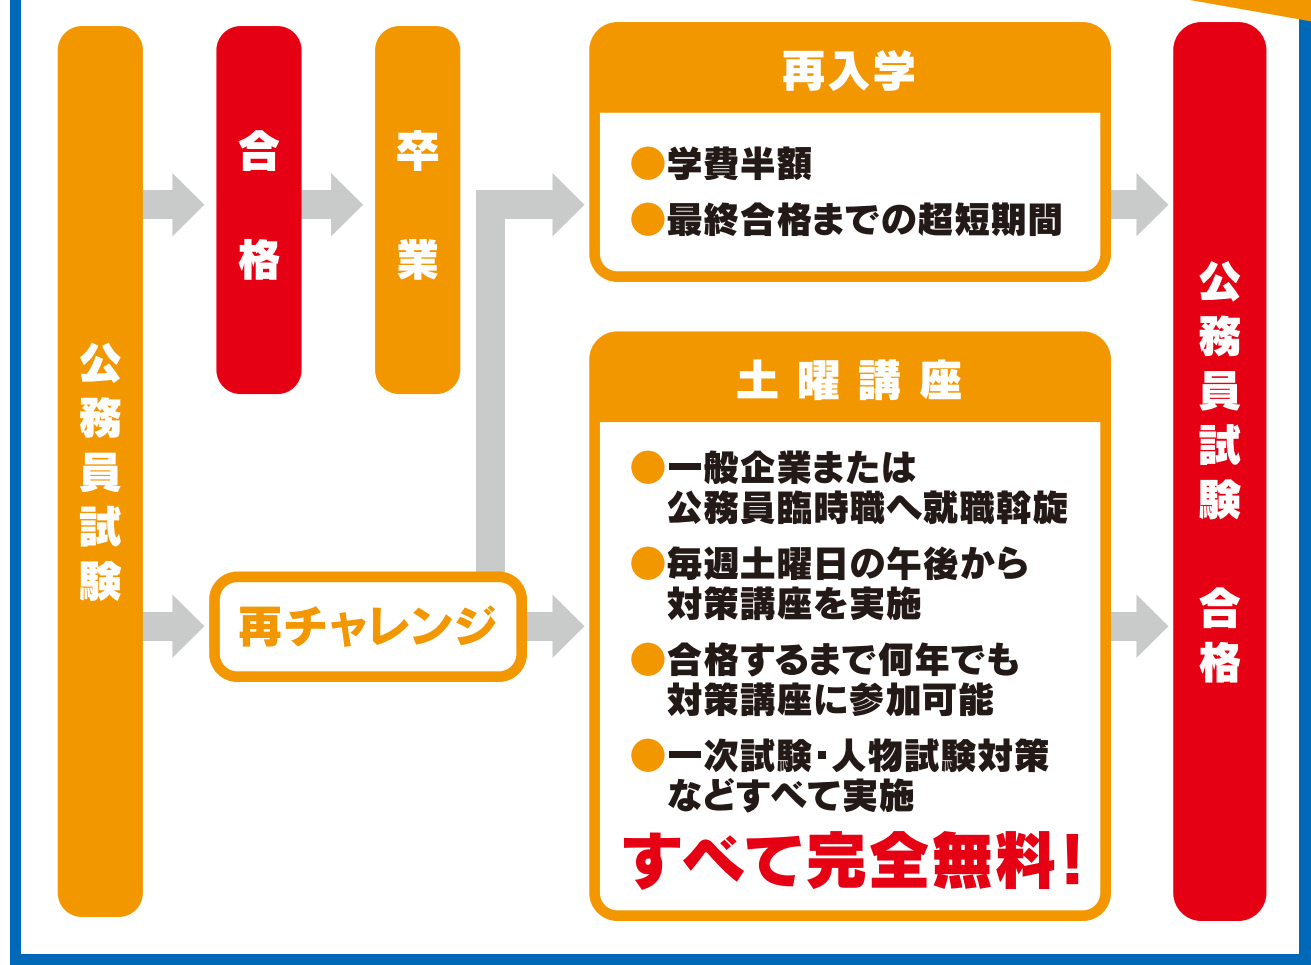 公務員試験
合格
卒業
再チャレンジ
再入学
●学費半額
●最終合格までの超短期間
土曜講座
●一般企業または
公務員臨時職へ就職斡旋
●毎週土曜日の午後から
対策講座を実施
●合格するまで何年でも
対策講座に参加可能
●一次試験・人物試験対策
などすべて実施
すべて完全無料!
公務員試験 合格